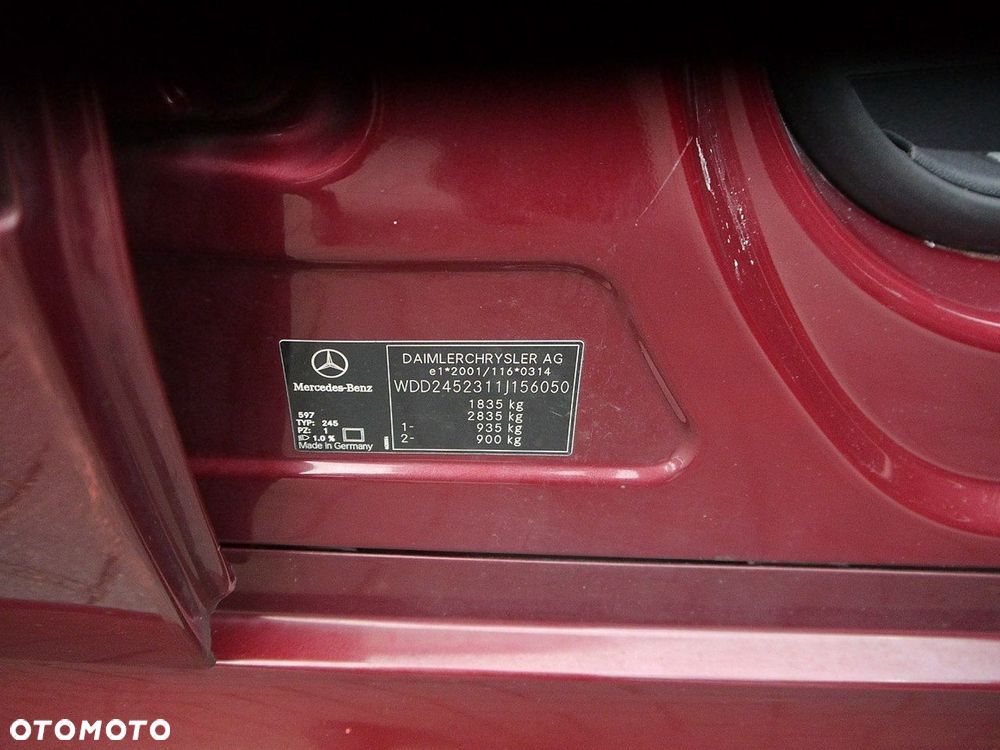 Mercedes-Benz
597
TYP: 245
PZ: 1
1.0 %
Made in Germany
DAIMLERCHRYSLER AG
e1*2001/116*0314
WDD2452311J156050
1835 kg
2835 kg
1- 935 kg
2- 900 kg
OTOMOTO